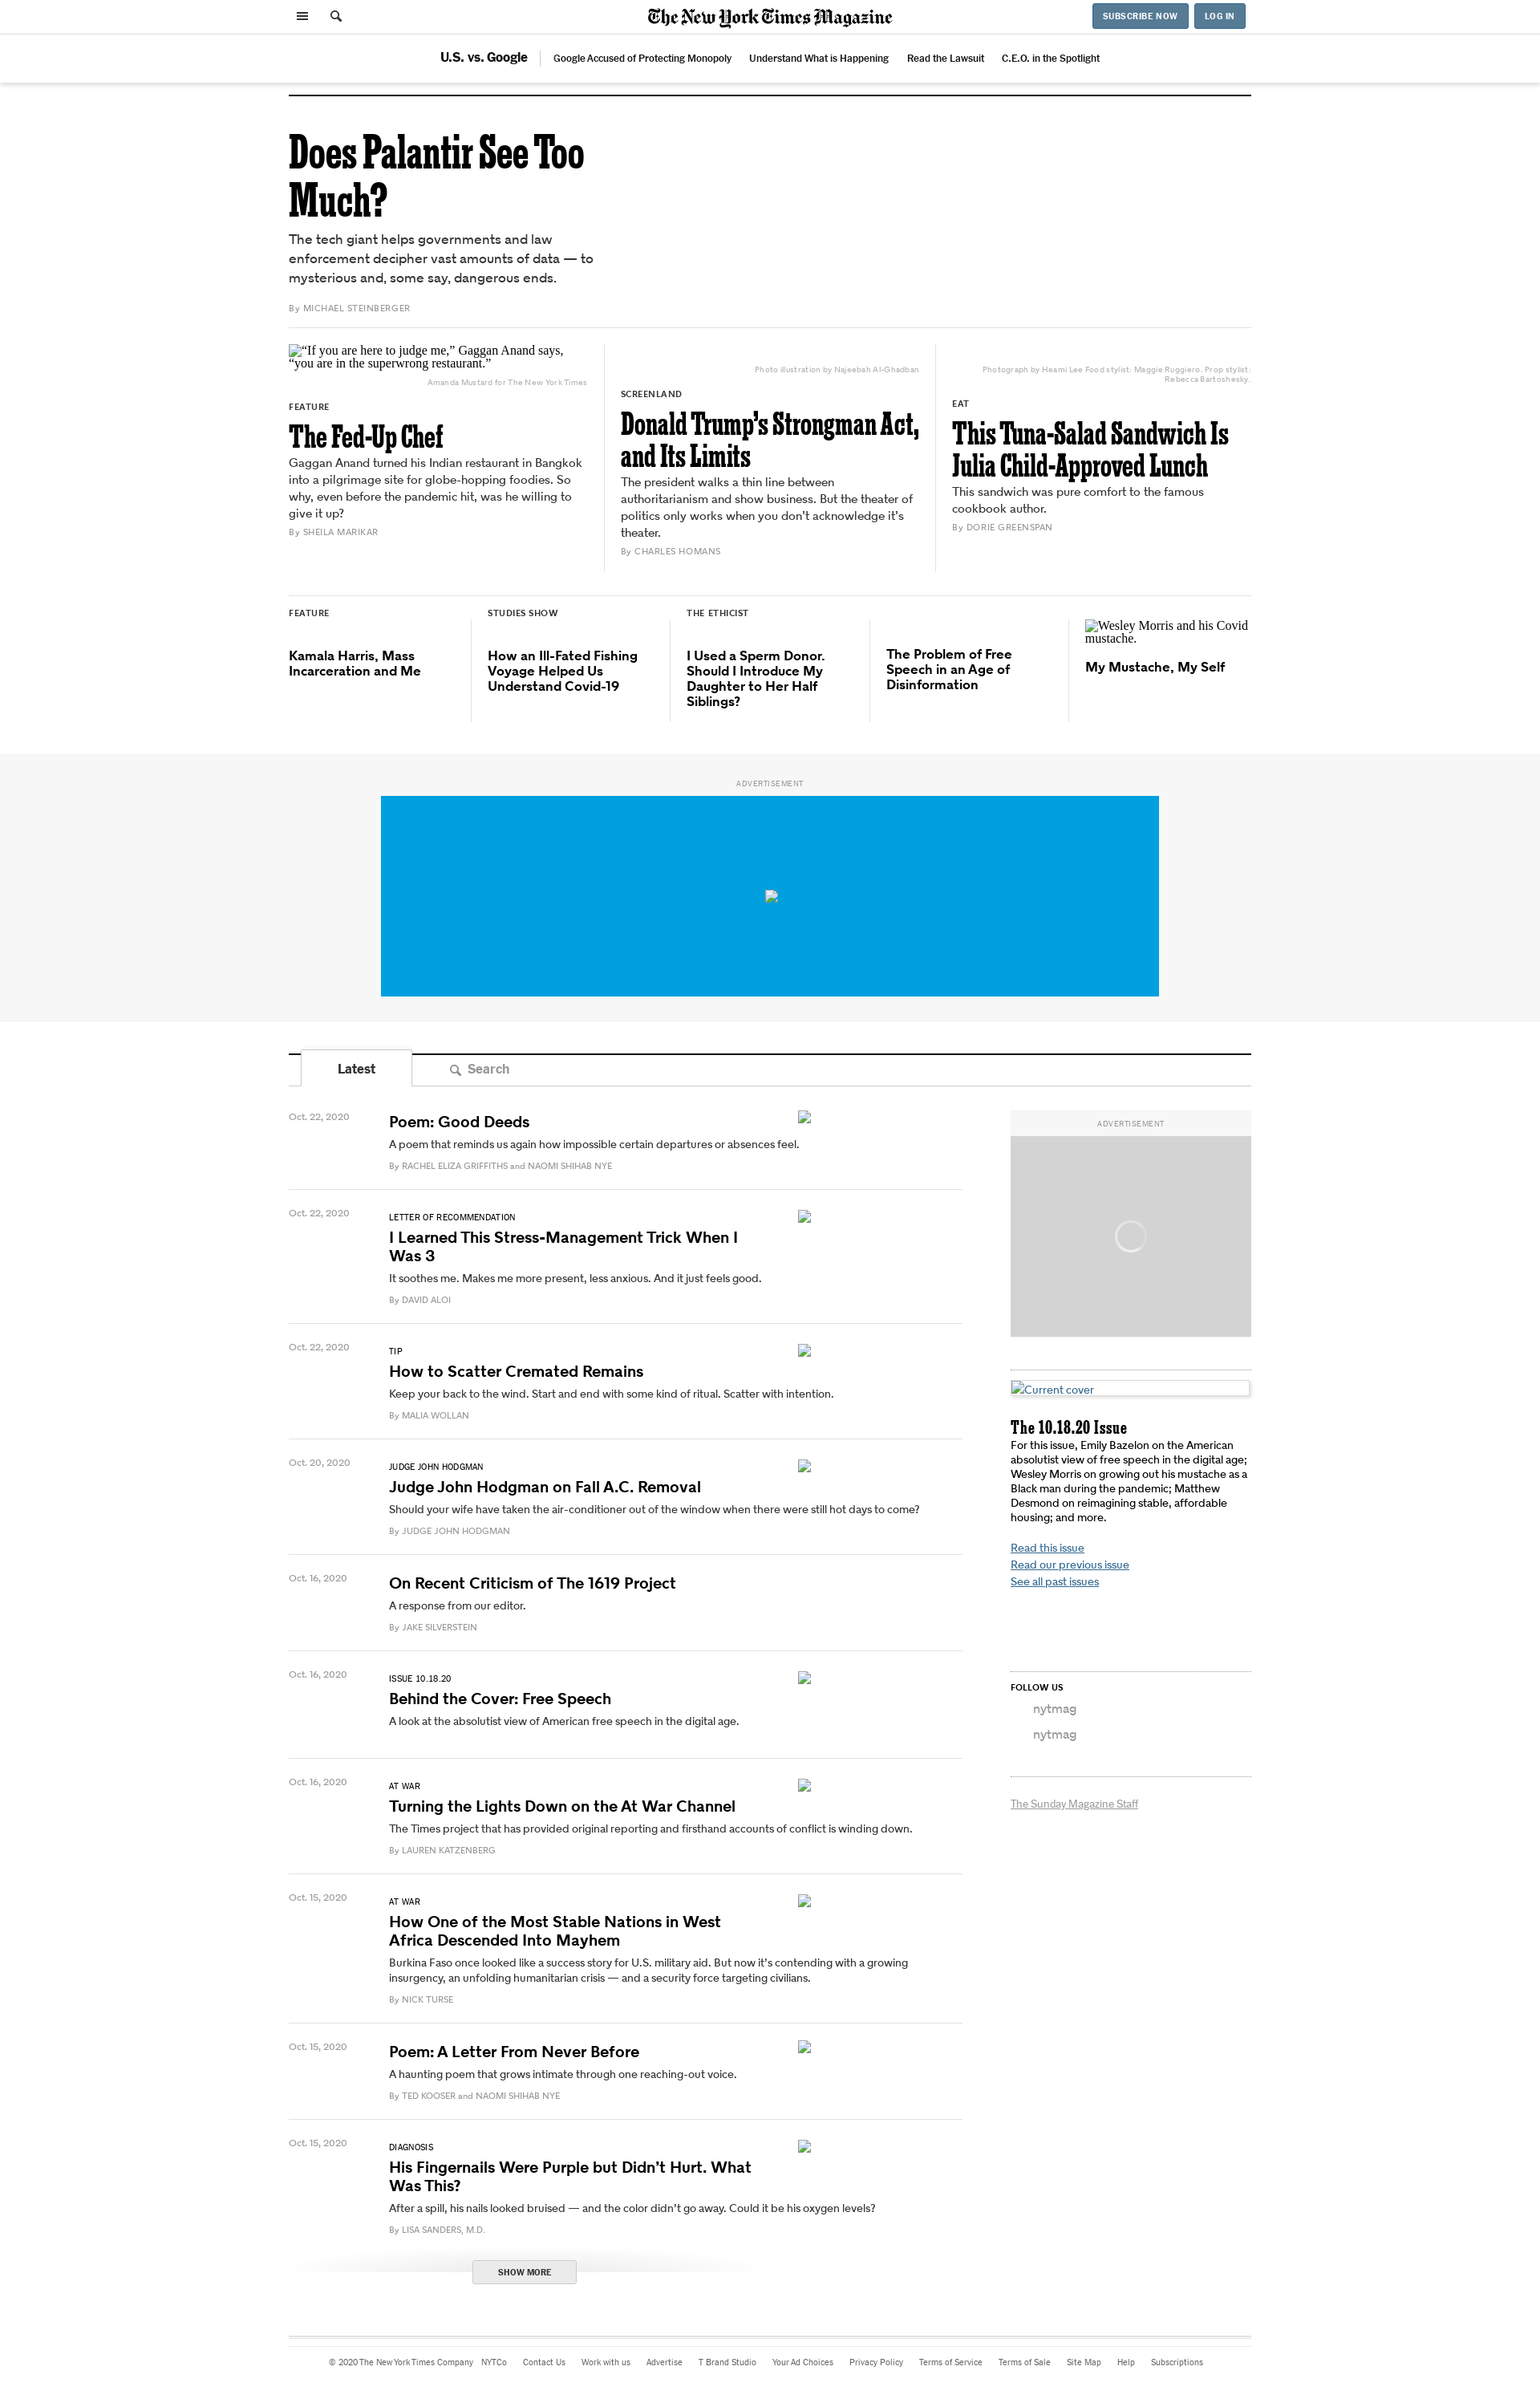 The New York Times Magazine
SUBSCRIBE NOW
LOG IN
U.S. vs. Google
Google Accused of Protecting Monopoly
Understand What is Happening
Read the Lawsuit
C.E.O. in the Spotlight
Does Palantir See Too
Much?
The tech giant helps governments and law
enforcement decipher vast amounts of data — to
mysterious and, some say, dangerous ends.
By MICHAEL STEINBERGER
“If you are here to judge me,” Gaggan Anand says,
“you are in the superwrong restaurant.”
Amanda Mustard for The New York Times
FEATURE
The Fed-Up Chef
Gaggan Anand turned his Indian restaurant in Bangkok
into a pilgrimage site for globe-hopping foodies. So
why, even before the pandemic hit, was he willing to
give it up?
By SHEILA MARIKAR
Photo illustration by Najeebah Al-Ghadban
SCREENLAND
Donald Trump’s Strongman Act,
and Its Limits
The president walks a thin line between
authoritarianism and show business. But the theater of
politics only works when you don’t acknowledge it’s
theater.
By CHARLES HOMANS
Photograph by Heami Lee Food stylist: Maggie Ruggiero. Prop stylist:
Rebecca Bartoshesky.
EAT
This Tuna-Salad Sandwich Is
Julia Child-Approved Lunch
This sandwich was pure comfort to the famous
cookbook author.
By DORIE GREENSPAN
FEATURE
Kamala Harris, Mass
Incarceration and Me
STUDIES SHOW
How an Ill-Fated Fishing
Voyage Helped Us
Understand Covid-19
THE ETHICIST
I Used a Sperm Donor.
Should I Introduce My
Daughter to Her Half
Siblings?
The Problem of Free
Speech in an Age of
Disinformation
Wesley Morris and his Covid
mustache.
My Mustache, My Self
ADVERTISEMENT
Latest
Search
Oct. 22, 2020
Poem: Good Deeds
A poem that reminds us again how impossible certain departures or absences feel.
By RACHEL ELIZA GRIFFITHS and NAOMI SHIHAB NYE
Oct. 22, 2020
LETTER OF RECOMMENDATION
I Learned This Stress-Management Trick When I
Was 3
It soothes me. Makes me more present, less anxious. And it just feels good.
By DAVID ALOI
Oct. 22, 2020
TIP
How to Scatter Cremated Remains
Keep your back to the wind. Start and end with some kind of ritual. Scatter with intention.
By MALIA WOLLAN
Oct. 20, 2020
JUDGE JOHN HODGMAN
Judge John Hodgman on Fall A.C. Removal
Should your wife have taken the air-conditioner out of the window when there were still hot days to come?
By JUDGE JOHN HODGMAN
Oct. 16, 2020
On Recent Criticism of The 1619 Project
A response from our editor.
By JAKE SILVERSTEIN
Oct. 16, 2020
ISSUE 10.18.20
Behind the Cover: Free Speech
A look at the absolutist view of American free speech in the digital age.
Oct. 16, 2020
AT WAR
Turning the Lights Down on the At War Channel
The Times project that has provided original reporting and firsthand accounts of conflict is winding down.
By LAUREN KATZENBERG
Oct. 15, 2020
AT WAR
How One of the Most Stable Nations in West
Africa Descended Into Mayhem
Burkina Faso once looked like a success story for U.S. military aid. But now it’s contending with a growing
insurgency, an unfolding humanitarian crisis — and a security force targeting civilians.
By NICK TURSE
Oct. 15, 2020
Poem: A Letter From Never Before
A haunting poem that grows intimate through one reaching-out voice.
By TED KOOSER and NAOMI SHIHAB NYE
Oct. 15, 2020
DIAGNOSIS
His Fingernails Were Purple but Didn’t Hurt. What
Was This?
After a spill, his nails looked bruised — and the color didn’t go away. Could it be his oxygen levels?
By LISA SANDERS, M.D.
SHOW MORE
ADVERTISEMENT
Current cover
The 10.18.20 Issue
For this issue, Emily Bazelon on the American
absolutist view of free speech in the digital age;
Wesley Morris on growing out his mustache as a
Black man during the pandemic; Matthew
Desmond on reimagining stable, affordable
housing; and more.
Read this issue
Read our previous issue
See all past issues
FOLLOW US
nytmag
nytmag
The Sunday Magazine Staff
© 2020 The New York Times Company
NYTCo
Contact Us
Work with us
Advertise
T Brand Studio
Your Ad Choices
Privacy Policy
Terms of Service
Terms of Sale
Site Map
Help
Subscriptions